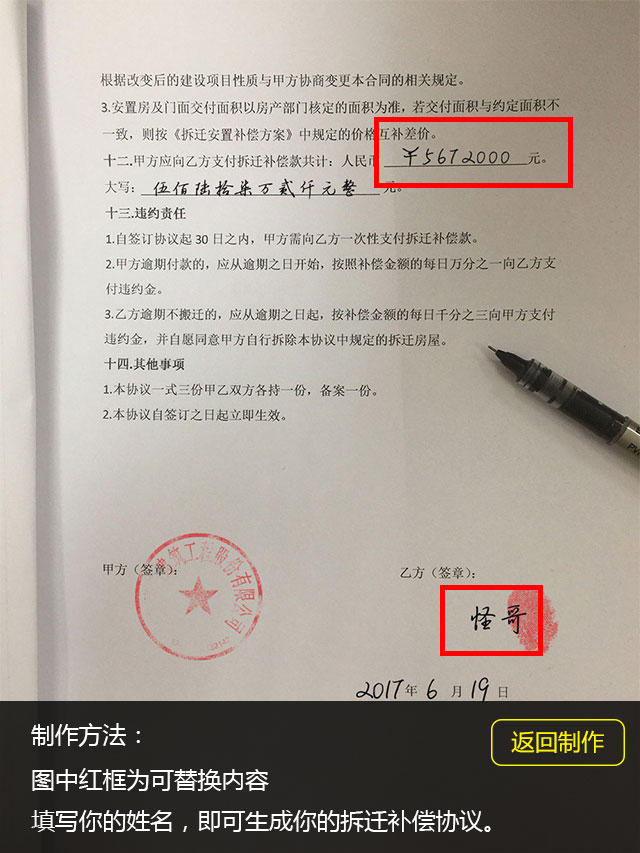 根据改变后的建设项目性质与甲方协商变更本合同的相关规定。
3.安置房及门面交付面积以房产部门核定的面积为准，若交付面积与约定面积不
一致，则按《拆迁安置补偿方案》中规定的价格互补差价。
十二.甲方应向乙方支付拆迁补偿款共计：人民币 ￥5672000 元。
大写：伍佰陆拾柒万贰仟元整 元。
十三.违约责任
1.自签订协议起 30 日之内，甲方需向乙方一次性支付拆迁补偿款。
2.甲方逾期付款的，应从逾期之日开始，按照补偿金额的每日万分之一向乙方支
付违约金。
3.乙方逾期不搬迁的，应从逾期之日起，按补偿金额的每日千分之三向甲方支付
违约金，并自愿同意甲方自行拆除本协议中规定的拆迁房屋。
十四.其他事项
1.本协议一式三份甲乙双方各持一份，备案一份。
2.本协议自签订之日起立即生效。
甲方（签章）：
建筑工程股份有限公司
乙方（签章）：
怪哥
2017年 6 月 19 日
制作方法：
返回制作
图中红框为可替换内容
填写你的姓名，即可生成你的拆迁补偿协议。